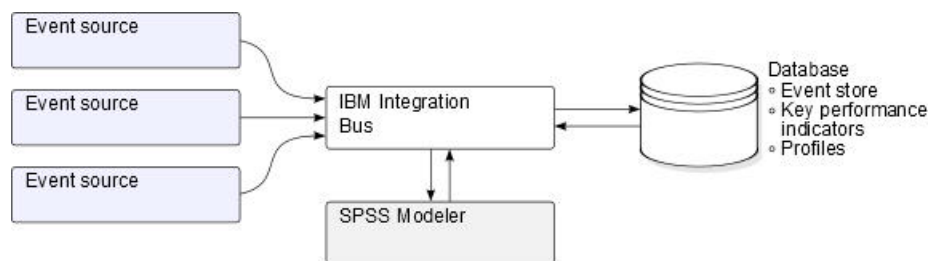 Event source
Event source
Event source
IBM Integration
Bus
SPSS Modeler
Database
∘ Event store
∘ Key performance
indicators
∘ Profiles